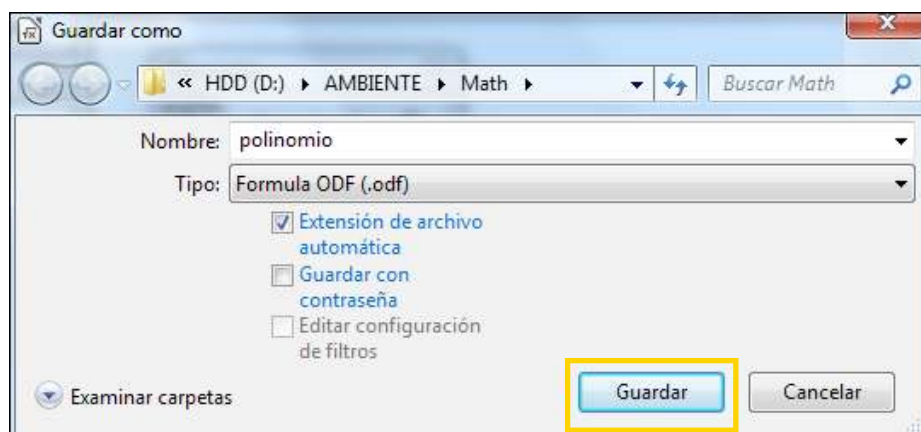 Guardar como
« HDD (D:) ▸ AMBIENTE ▸ Math ▸
Buscar Math
Nombre: polinomio
Tipo: Formula ODF (.odf)
Extensión de archivo
automática
Guardar con
contraseña
Editar configuración
de filtros
Examinar carpetas
Guardar
Cancelar